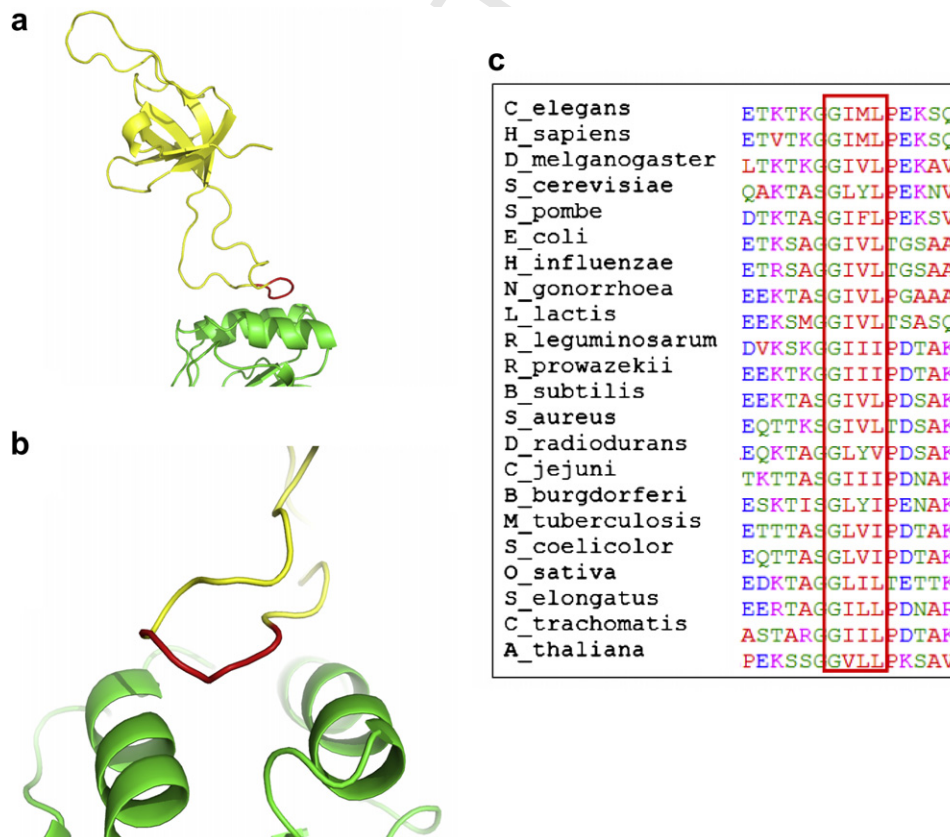 a
b
c
C_elegans ETKTKGGIMLPEKSQ
H_sapiens ETVTKGGIMLPEKSQ
D_melganogaster LTKTKGGIVLPEKAV
S_cerevisiae QAKTASGLYLPEKNV
S_pombe DTKTASGIFLPEKSV
E_coli ETKSAGGIVLTGSAA
H_influenzae ETRSAGGIVLTGSAA
N_gonorrhoea EEKTASGIVLPGAAA
L_lactis EEKSMGGIVLTSASQ
R_leguminosarum DVKSKGGIIIPDTAK
R_prowazekii EEKTKGGIIIPDTAK
B_subtilis EEKTASGIVLPDSAK
S_aureus EQTTKSGIVLTDSAK
D_radiodurans EQKTAGGLYVPDSAK
C_jejuni TKTTASGIIIPDNAK
B_burgdorferi ESKTISGLYIPENAK
M_tuberculosis ETTTASGLVIPDTAK
S_coelicolor EQTTASGLVIPDTAK
O_sativa EDKTAGGLILTETTK
S_elongatus EERTAGGILLPDNAR
C_trachomatis ASTARGGIILPDTAK
A_thaliana PEKSSGGVLLPKSAV